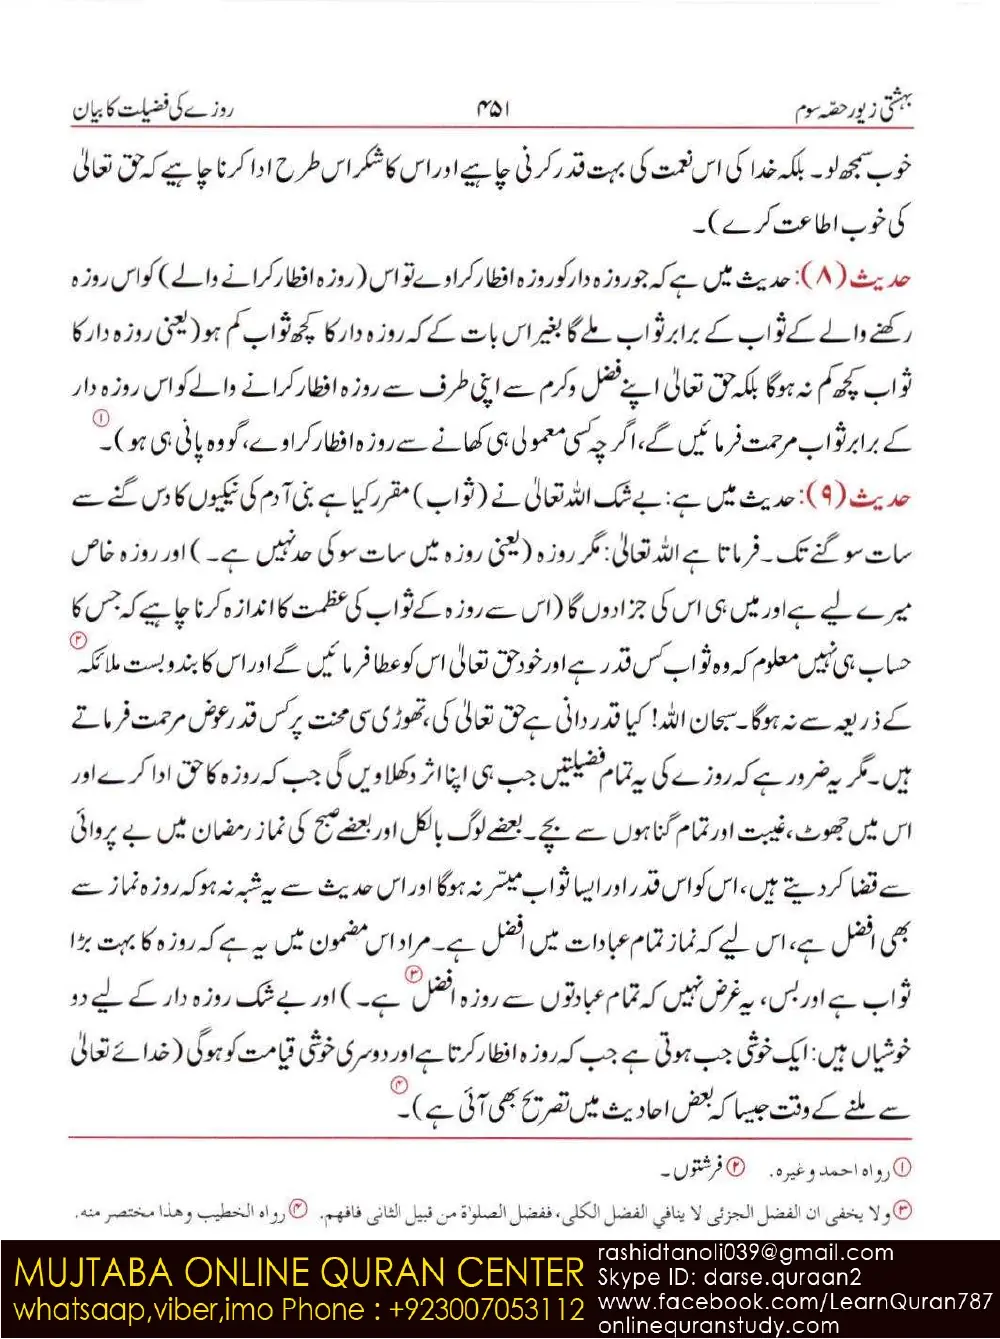 بہشتی زیور حصّہ سوم ۴۵۱ روزے کی فضیلت کا بیان
خوب سمجھ لو۔ بلکہ خدا کی اس نعمت کی بہت قدر کرنی چاہیے اور اس کا شکر اس طرح ادا کرنا چاہیے کہ حق تعالیٰ
کی خوب اطاعت کرے)۔
حدیث (۸): حدیث میں ہے کہ جو روزہ دار کو روزہ افطار کراوے تو اس (روزہ افطار کرانے والے) کو اس روزہ
رکھنے والے کے ثواب کے برابر ثواب ملے گا بغیر اس بات کے کہ روزہ دار کا کچھ ثواب کم ہو (یعنی روزہ دار کا
ثواب کچھ کم نہ ہوگا بلکہ حق تعالیٰ اپنے فضل وکرم سے اپنی طرف سے روزہ افطار کرانے والے کو اس روزہ دار
کے برابر ثواب مرحمت فرمائیں گے، اگرچہ کسی معمولی ہی کھانے سے روزہ افطار کراوے، گو وہ پانی ہی ہو)۔ ①
حدیث (۹): حدیث میں ہے: بے شک اللہ تعالیٰ نے (ثواب) مقرر کیا ہے بنی آدم کی نیکیوں کا دس گنے سے
سات سو گنے تک۔ فرماتا ہے اللہ تعالیٰ: مگر روزہ (یعنی روزہ میں سات سو کی حد نہیں ہے۔) اور روزہ خاص
میرے لیے ہے اور میں ہی اس کی جزا دوں گا (اس سے روزہ کے ثواب کی عظمت کا اندازہ کرنا چاہیے کہ جس کا
حساب ہی نہیں معلوم کہ وہ ثواب کس قدر ہے اور خود حق تعالیٰ اس کو عطا فرمائیں گے اور اس کا بندوبست ملائکہ ②
کے ذریعہ سے نہ ہوگا۔ سبحان اللہ! کیا قدر دانی ہے حق تعالیٰ کی، تھوڑی سی محنت پر کس قدر عوض مرحمت فرماتے
ہیں۔ مگر یہ ضرور ہے کہ روزے کی یہ تمام فضیلتیں جب ہی اپنا اثر دکھلاویں گی جب کہ روزہ کا حق ادا کرے اور
اس میں جھوٹ، غیبت اور تمام گناہوں سے بچے۔ بعضے لوگ بالکل اور بعضے صبح کی نماز رمضان میں بے پروائی
سے قضا کر دیتے ہیں، اس کو اس قدر اور ایسا ثواب میسّر نہ ہوگا اور اس حدیث سے یہ شبہ نہ ہو کہ روزہ نماز سے
بھی افضل ہے، اس لیے کہ نماز تمام عبادات میں افضل ہے۔ مراد اس مضمون میں یہ ہے کہ روزہ کا بہت بڑا
ثواب ہے اور بس، یہ غرض نہیں کہ تمام عبادتوں سے روزہ افضل ③ ہے۔) اور بے شک روزہ دار کے لیے دو
خوشیاں ہیں: ایک خوشی جب ہوتی ہے جب کہ روزہ افطار کرتا ہے اور دوسری خوشی قیامت کو ہوگی (خدائے تعالیٰ
سے ملنے کے وقت جیسا کہ بعض احادیث میں تصریح بھی آئی ہے)۔ ④
① رواه احمد وغيره. ② فرشتوں۔
③ ولا يخفى ان الفضل الجزئى لا ينافي الفضل الكلى، ففضل الصلوٰة من قبيل الثانى فافهم. ④ رواه الخطيب وهذا مختصر منه.
MUJTABA ONLINE QURAN CENTER
whatsaap,viber,imo Phone : +923007053112
rashidtanoli039@gmail.com
Skype ID: darse.quraan2
www.facebook.com/LearnQuran787
onlinequranstudy.com